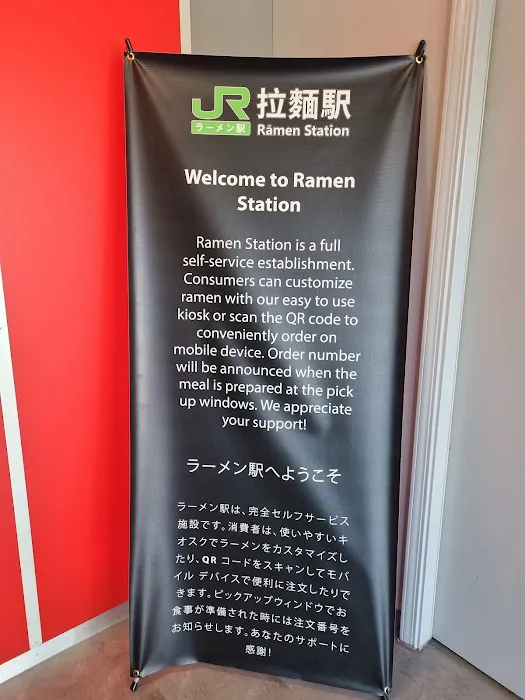 JR 拉麵駅
ラーメン駅 Rāmen Station
Welcome to Ramen
Station
Ramen Station is a full
self-service establishment.
Consumers can customize
ramen with our easy to use
kiosk or scan the QR code to
conveniently order on
mobile device. Order number
will be announced when the
meal is prepared at the pick
up windows. We appreciate
your support!
ラーメン駅へようこそ
ラーメン駅は、完全セルフサービス
施設です。消費者は、使いやすいキ
オスクでラーメンをカスタマイズし
たり、QR コードをスキャンしてモバ
イル デバイスで便利に注文したりで
きます。ピックアップウィンドウでお
食事が準備された時には注文番号を
お知らせします。あなたのサポートに
感謝！